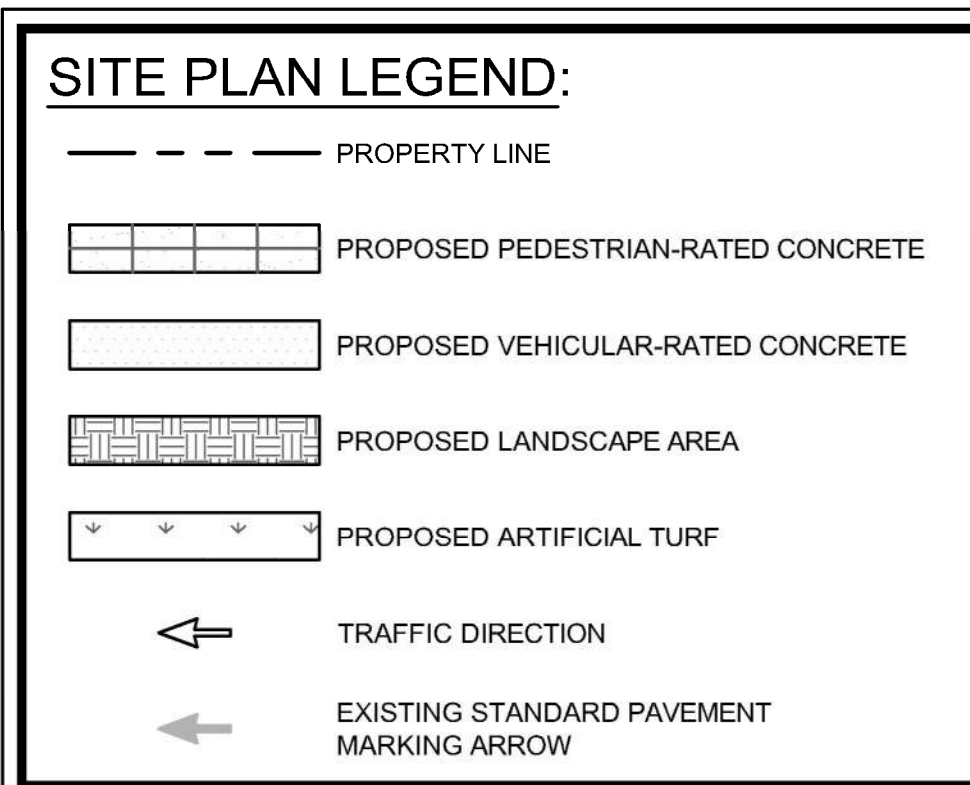 SITE PLAN LEGEND:
PROPERTY LINE
PROPOSED PEDESTRIAN-RATED CONCRETE
PROPOSED VEHICULAR-RATED CONCRETE
PROPOSED LANDSCAPE AREA
PROPOSED ARTIFICIAL TURF
TRAFFIC DIRECTION
EXISTING STANDARD PAVEMENT
MARKING ARROW